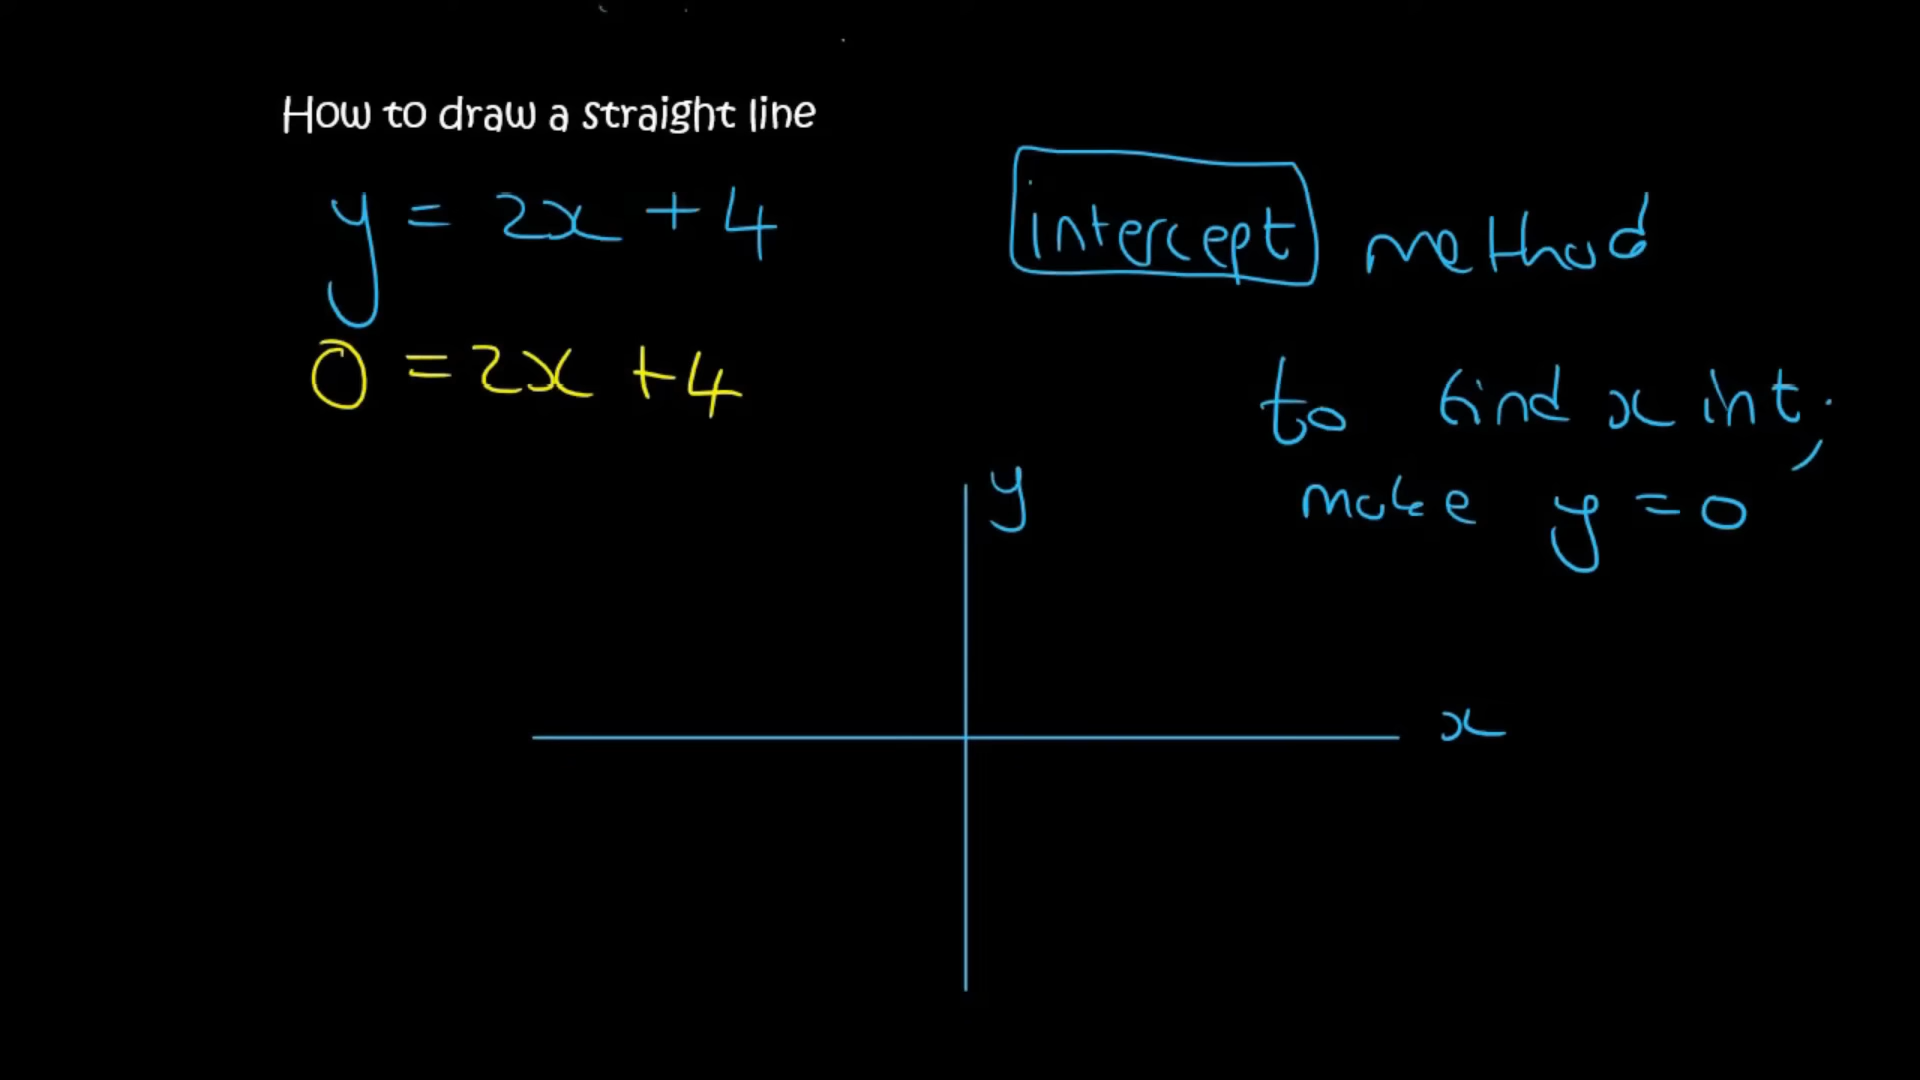 How to draw a straight line
y = 2x + 4
intercept method
0 = 2x + 4
to find x int,
make y = 0
y
x